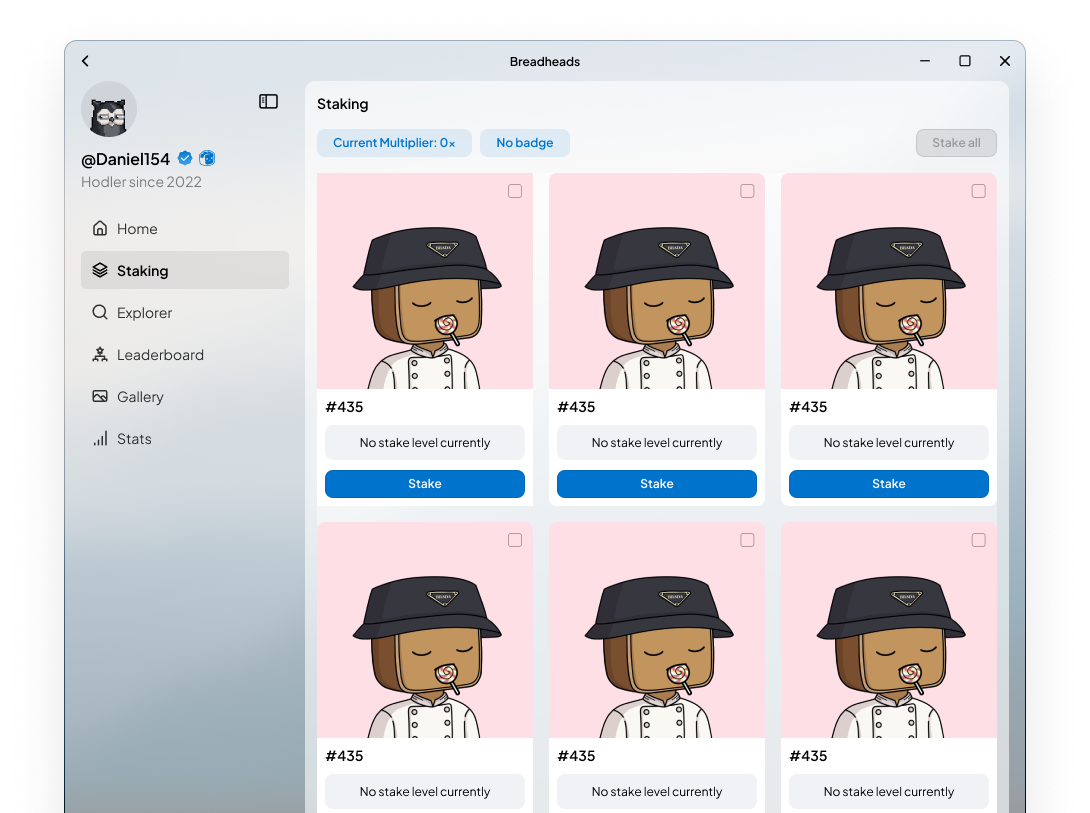 Breadheads
@Daniel154
Hodler since 2022
Home
Staking
Explorer
Leaderboard
Gallery
Stats
Staking
Current Multiplier: 0×
No badge
Stake all
#435
#435
#435
No stake level currently
No stake level currently
No stake level currently
Stake
Stake
Stake
#435
#435
#435
No stake level currently
No stake level currently
No stake level currently